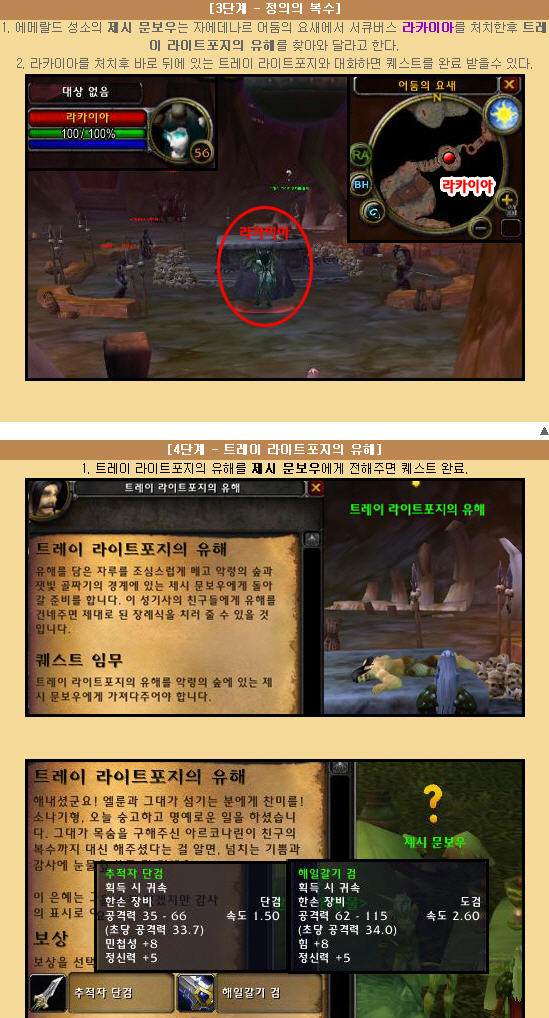 [3단계 - 정의의 복수]
1. 에메랄드 성소의 제시 문보우는 자에데나르 어둠의 요새에서 서큐버스 라카이아를 처치한후 트레
이 라이트포지의 유해를 찾아와 달라고 한다.
2. 라카이아를 처치후 바로 뒤에 있는 트레이 라이트포지와 대화하면 퀘스트를 완료 받을수 있다.
대상 없음
라카이아
100 / 100%
56
어둠의 요새
N
RA
BH
라카이아
라카이아
[4단계 - 트레이 라이트포지의 유해]
1. 트레이 라이트포지의 유해를 제시 문보우에게 전해주면 퀘스트 완료.
트레이 라이트포지의 유해
트레이 라이트포지의 유해
트레이 라이트포지의 유해
유해를 담은 자루를 조심스럽게 메고 악령의 숲과
잿빛 골짜기의 경계에 있는 제시 문보우에게 돌아
갈 준비를 합니다. 이 성기사의 친구들에게 유해를
건네주면 제대로 된 장례식을 치러 줄 수 있을 것
입니다.
퀘스트 임무
트레이 라이트포지의 유해를 악령의 숲에 있는 제
시 문보우에게 가져다주어야 합니다.
트레이 라이트포지의 유해
해내셨군요! 엘룬과 그대가 섬기는 분에게 찬미를!
소나기형, 오늘 숭고하고 명예로운 일을 하셨습니
다. 그대가 목숨을 구해주신 아르코나린이 친구의
복수까지 대신 해주셨다는 걸 알면, 넘치는 기쁨과
감사에 눈물
이 은혜는
감사
의 표시로
보상
보상을 선택
제시 문보우
추적자 단검
획득 시 귀속
한손 장비 단검
공격력 35 - 66 속도 1.50
(초당 공격력 33.7)
민첩성 +8
정신력 +5
해일갈기 검
획득 시 귀속
한손 장비 도검
공격력 62 - 115 속도 2.60
(초당 공격력 34.0)
힘 +8
정신력 +5
추적자 단검
해일갈기 검